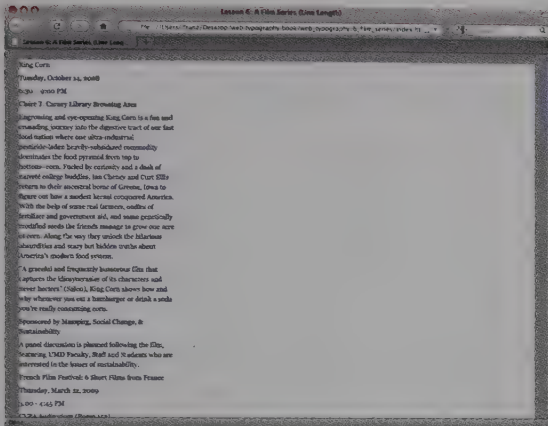 Lesson 6: A Film Series (Line Length)
Lesson 6: A Film Series (Line Leng...
King Corn
Tuesday, October 14, 2008
6:30 - 9:00 PM
Claire T. Carney Library Browsing Area
Engrossing and eye-opening King Corn is a fun and
crusading journey into the digestive tract of our fast
food nation where one ultra-industrial
pesticide-laden heavily-subsidized commodity
dominates the food pyramid from top to
bottom–corn. Fueled by curiosity and a dash of
naiveté college buddies, Ian Cheney and Curt Ellis
return to their ancestral home of Greene, Iowa to
figure out how a modest kernel conquered America.
With the help of some real farmers, oodles of
fertilizer and government aid, and some genetically
modified seeds the friends manage to grow one acre
of corn. Along the way they unlock the hilarious
absurdities and scary but hidden truths about
America's modern food system.
"A graceful and frequently humorous film that
captures the idiosyncrasies of its characters and
never hectors" (Salon), King Corn shows how and
why whenever you eat a hamburger or drink a soda
you're really consuming corn.
Sponsored by Mapping, Social Change, &
Sustainability
A panel discussion is planned following the film,
featuring UMD Faculty, Staff and Students who are
interested in the issues of sustainability.
French Film Festival: 6 Short Films from France
Thursday, March 12, 2009
3:00 - 4:45 PM